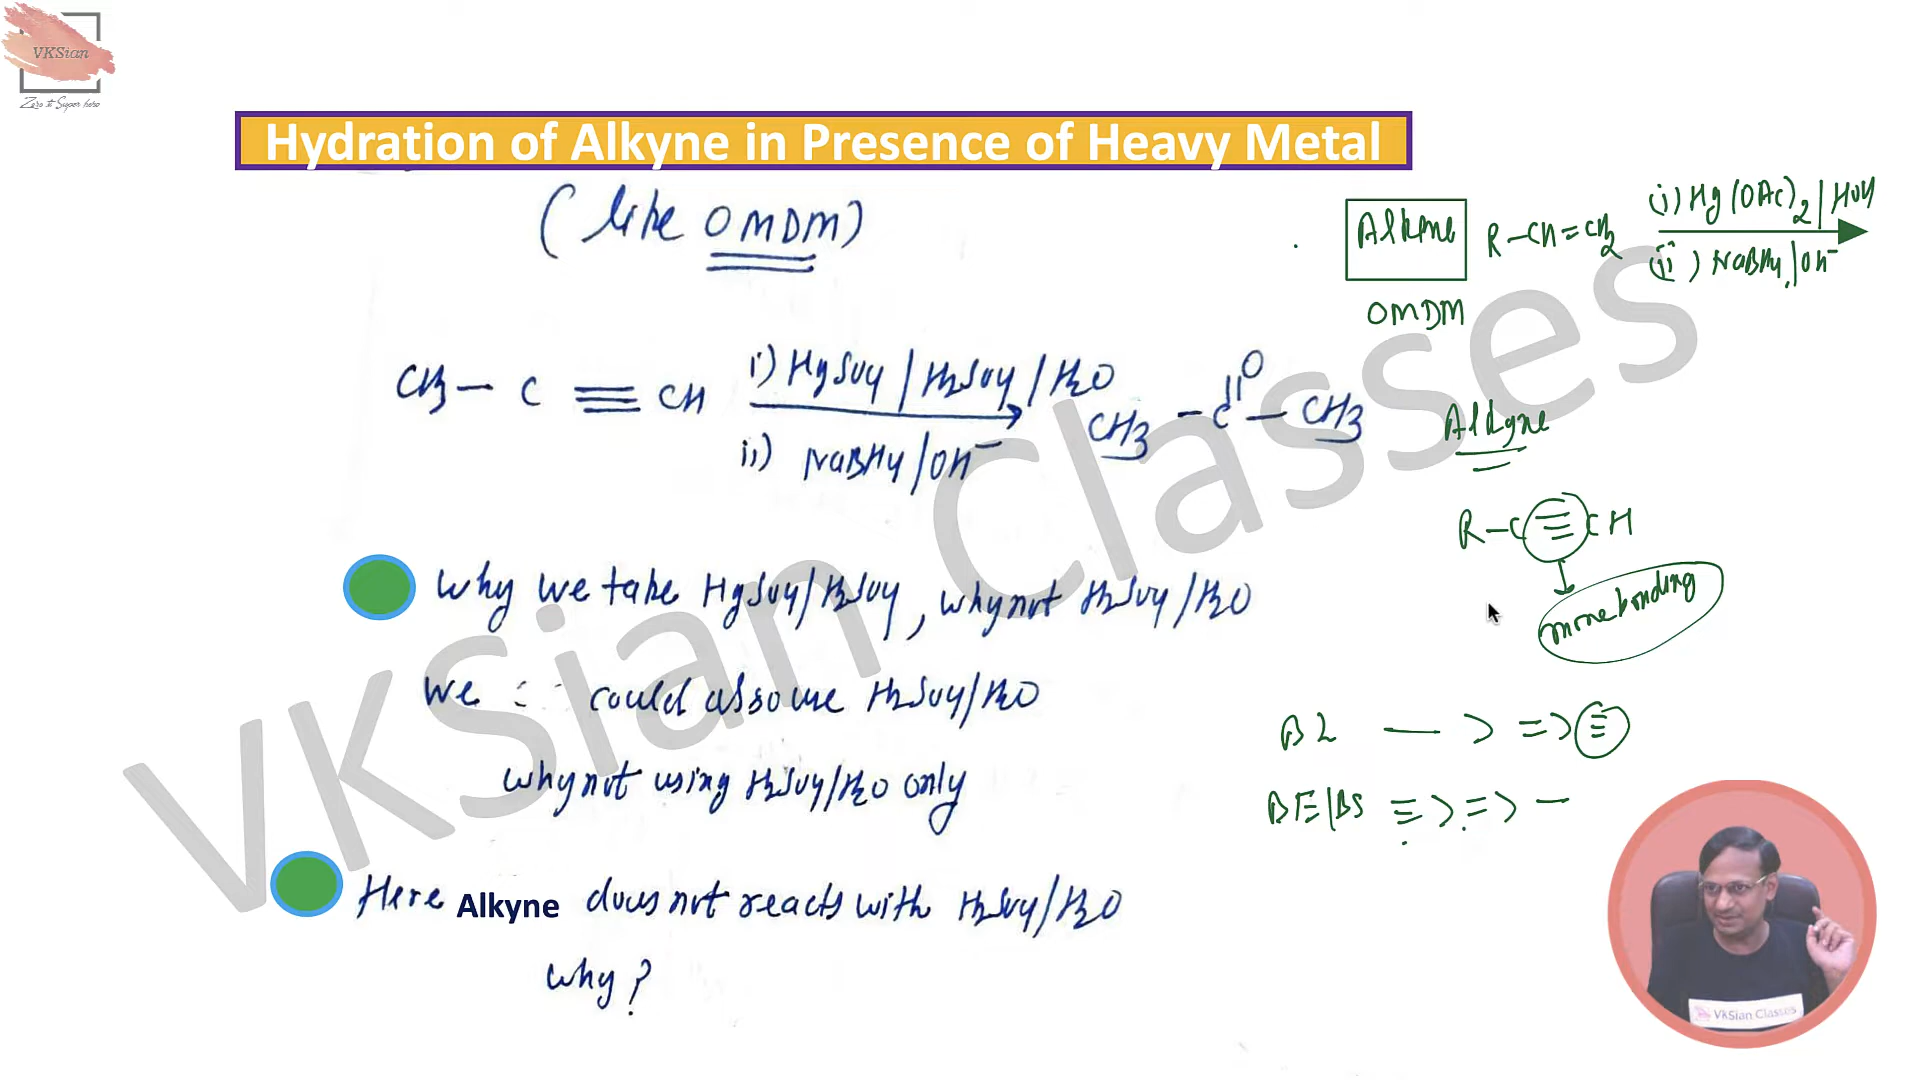 VKSian
Zero to Super hero
Hydration of Alkyne in Presence of Heavy Metal
(like OMDM)
Alkene R-CH=CH2 (i) Hg(OAc)2 | HOH
(ii) NaBH4 | OH-
OMDM
CH3 - C ≡ CH i) HgSO4 / H2SO4 / H2O CH3 - C - CH3
O
ii) NaBH4 / OH-
Alkyne
R-C≡CH
more bonding
Why we take HgSO4/H2SO4, why not H2SO4/H2O
We could also use H2SO4/H2O
why not using H2SO4/H2O only
BL — > = > ≡
BE/BS ≡ > = > —
Here Alkyne does not reacts with H2SO4/H2O
Why?
VKSian Classes
VKSian Classes